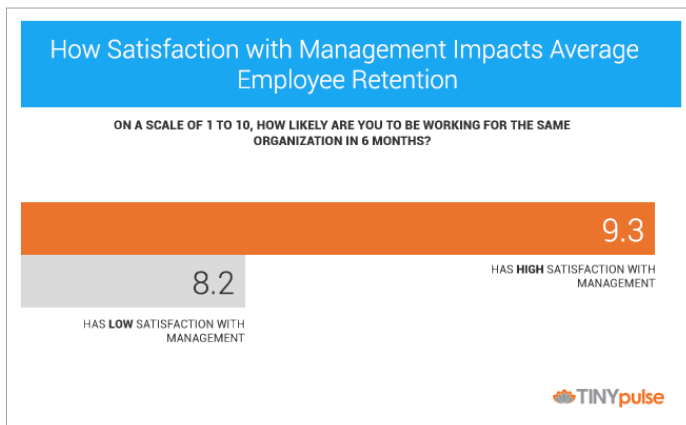 How Satisfaction with Management Impacts Average
Employee Retention
ON A SCALE OF 1 TO 10, HOW LIKELY ARE YOU TO BE WORKING FOR THE SAME
ORGANIZATION IN 6 MONTHS?
9.3
HAS HIGH SATISFACTION WITH
MANAGEMENT
8.2
HAS LOW SATISFACTION WITH
MANAGEMENT
TINYpulse